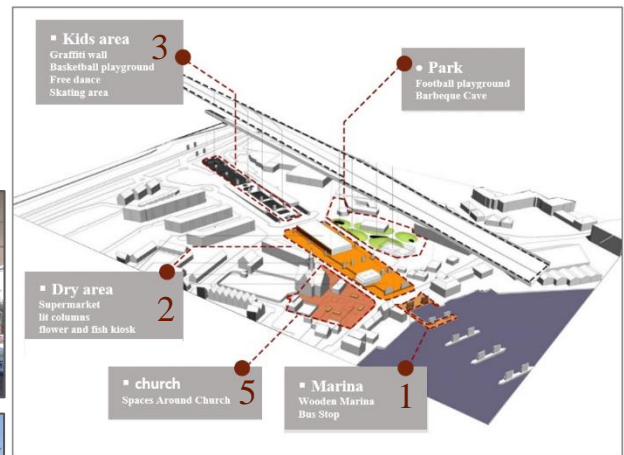 ▪ Kids area 3
Graffiti wall
Basketball playground
Free dance
Skating area
• Park
Football playground
Barbeque Cave
▪ Dry area
Supermarket
lit columns
flower and fish kiosk
2
▪ church
Spaces Around Church
5
▪ Marina
Wooden Marina
Bus Stop
1